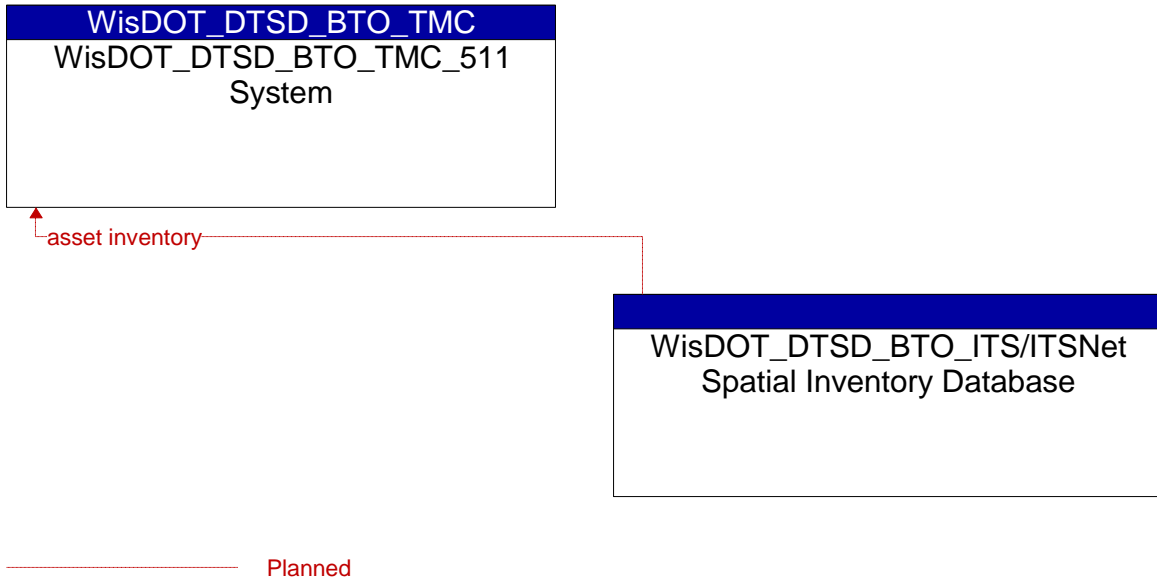 WisDOT_DTSD_BTO_TMC
WisDOT_DTSD_BTO_TMC_511
System
asset inventory
WisDOT_DTSD_BTO_ITS/ITSNet
Spatial Inventory Database
Planned